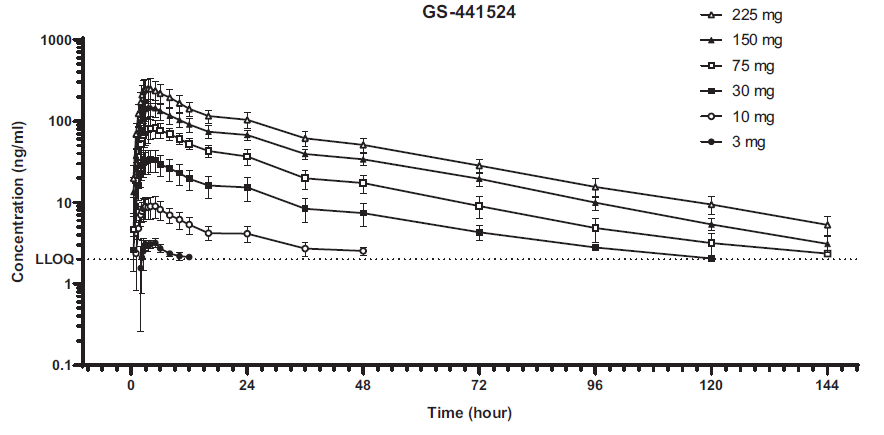 GS-441524
225 mg
150 mg
75 mg
30 mg
10 mg
3 mg
1000
100
10
LLOQ
1
0.1
Concentration (ng/ml)
0 24 48 72 96 120 144
Time (hour)